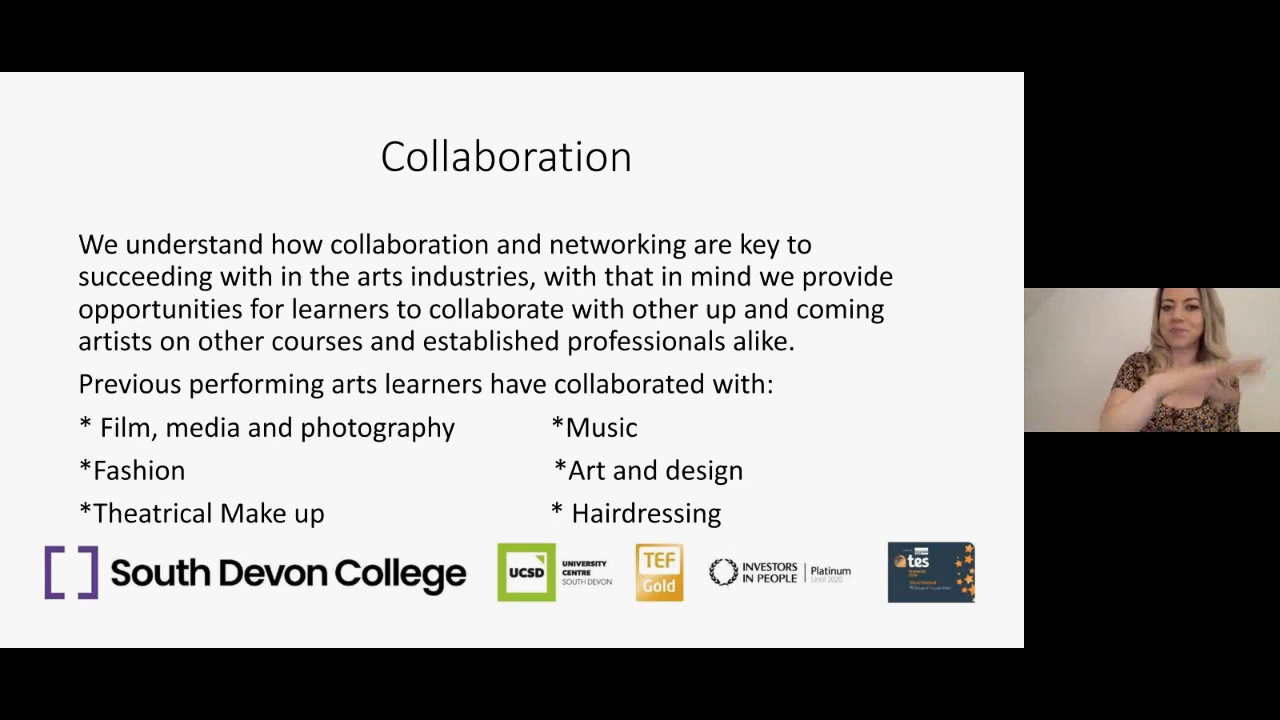 Collaboration
We understand how collaboration and networking are key to
succeeding with in the arts industries, with that in mind we provide
opportunities for learners to collaborate with other up and coming
artists on other courses and established professionals alike.
Previous performing arts learners have collaborated with:
* Film, media and photography *Music
*Fashion *Art and design
*Theatrical Make up * Hairdressing
[ ] South Devon College
UCSD
UNIVERSITY
CENTRE
SOUTH DEVON
TEF
Gold
INVESTORS
IN PEOPLE
Platinum
Until 2020
tes